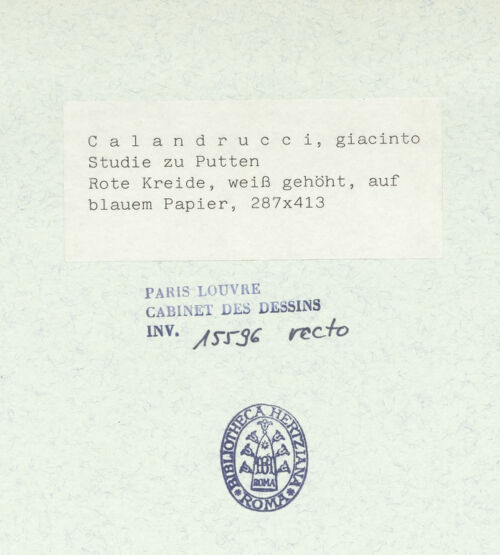 C a l a n d r u c c i, giacinto
Studie zu Putten
Rote Kreide, weiß gehöht, auf
blauem Papier, 287x413
PARIS LOUVRE
CABINET DES DESSINS
INV. 15596 recto
BIBLIOTHECA HERTZIANA
ROMA
ROMA